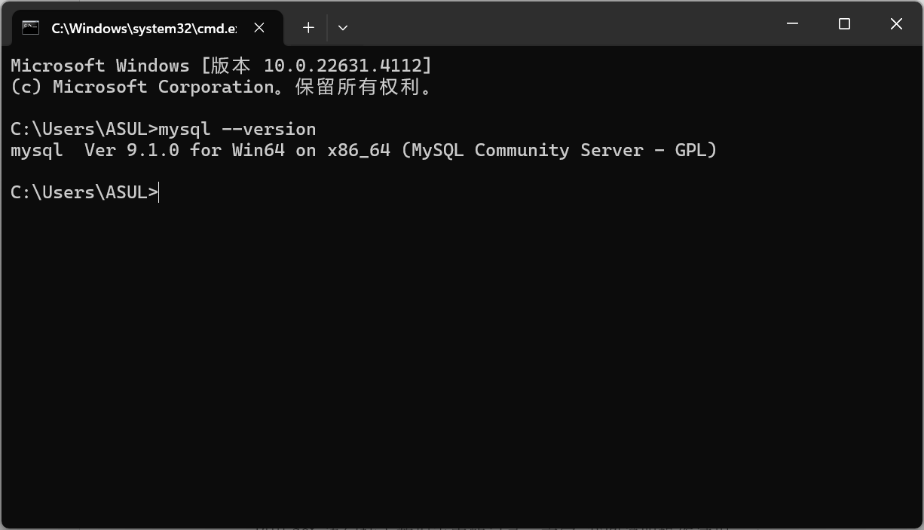 C:\Windows\system32\cmd.e
Microsoft Windows [版本 10.0.22631.4112]
(c) Microsoft Corporation。保留所有权利。
C:\Users\ASUL>mysql --version
mysql  Ver 9.1.0 for Win64 on x86_64 (MySQL Community Server - GPL)
C:\Users\ASUL>